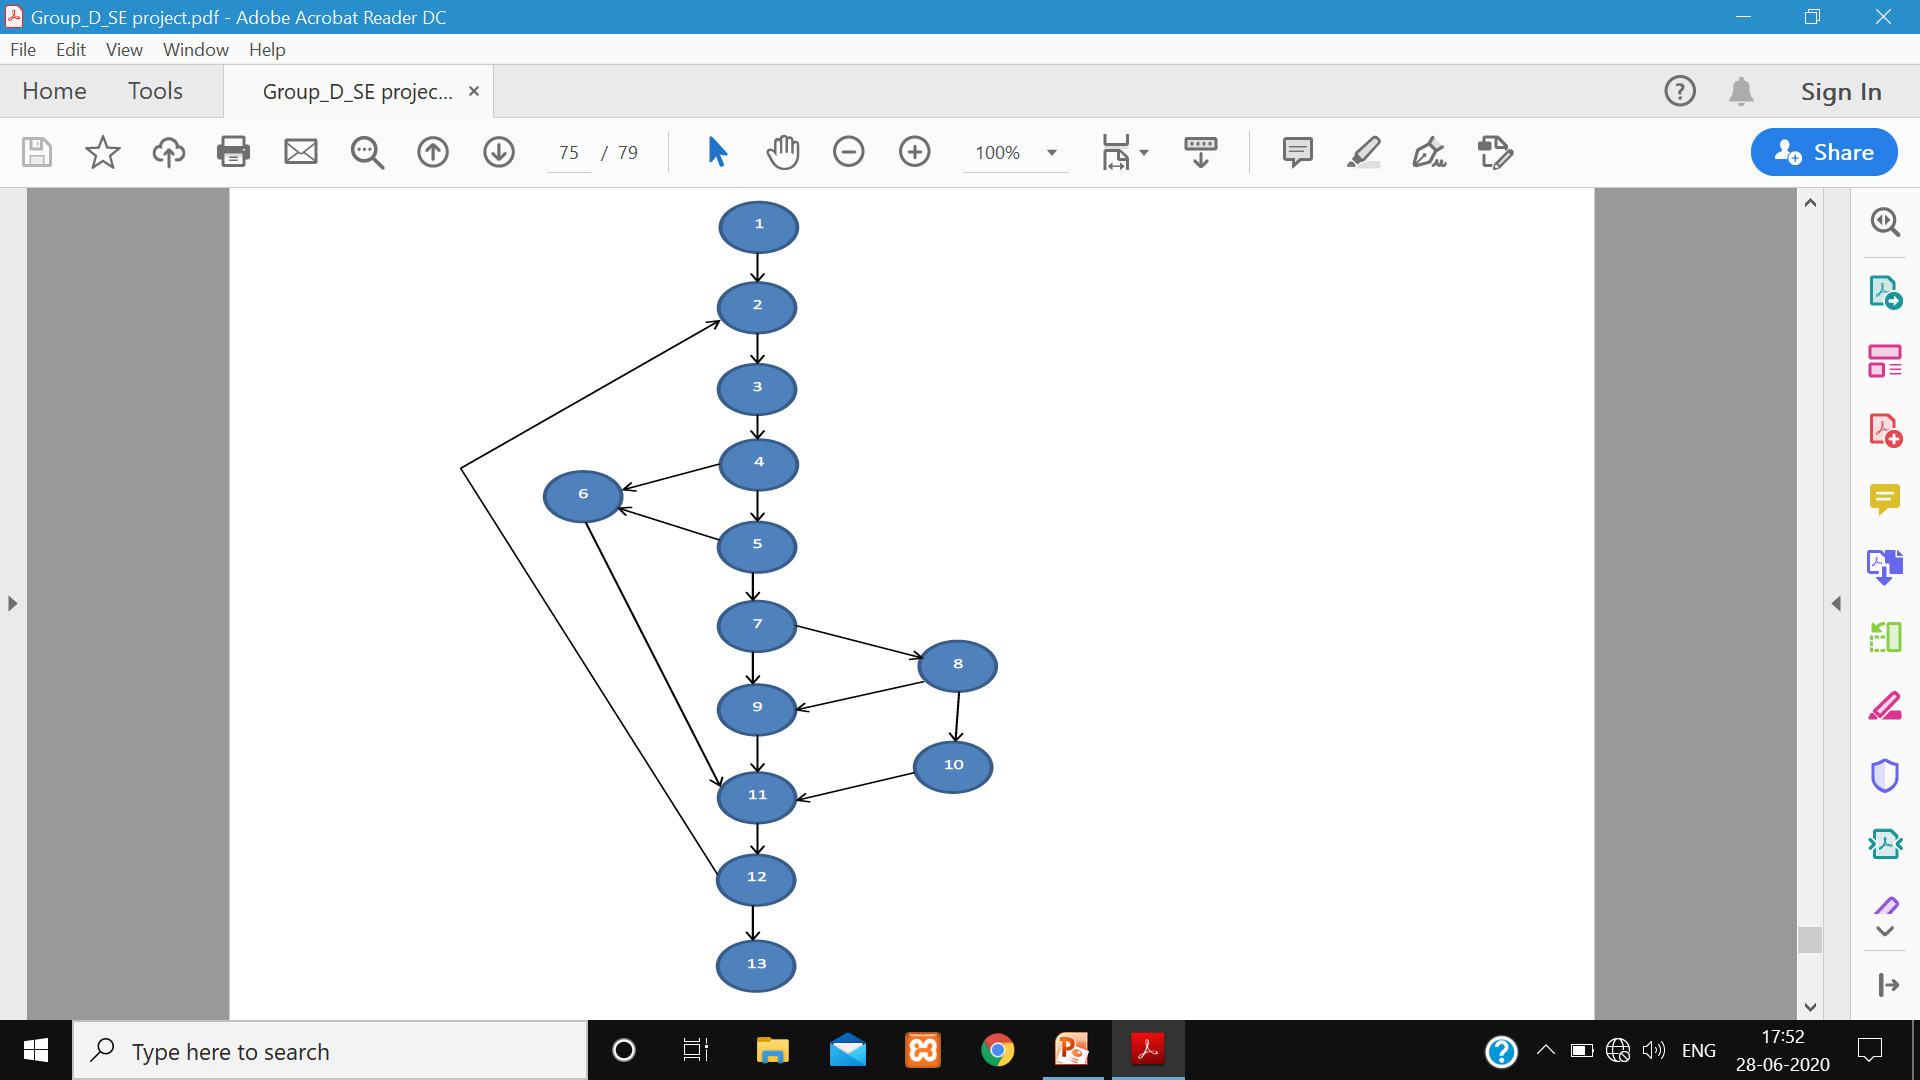 Group_D_SE project.pdf - Adobe Acrobat Reader DC
File Edit View Window Help
Home Tools Group_D_SE projec... × Sign In
75 / 79 100% Share
1
2
3
4
6
5
7
8
9
10
11
12
13
Type here to search
ENG
17:52
28-06-2020